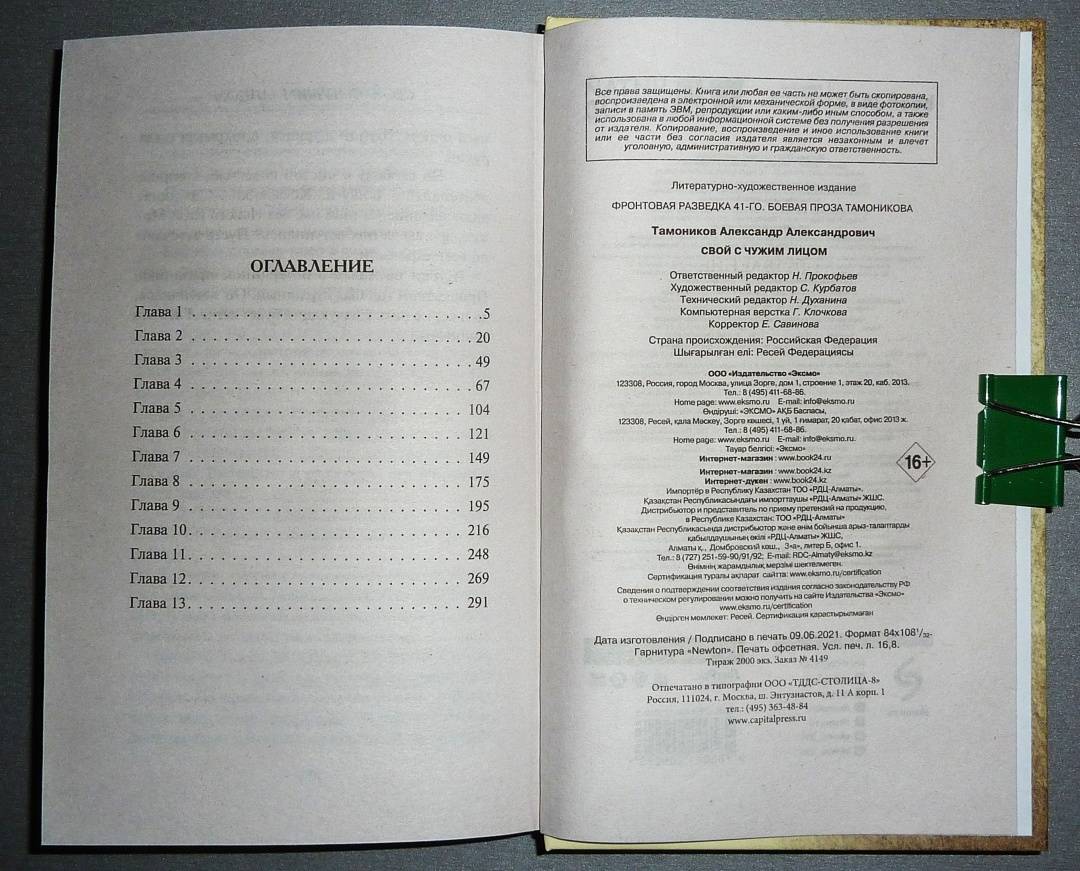 ОГЛАВЛЕНИЕ
Глава 1 . . . . . . . . . . . . . . . . . . . . . . 5
Глава 2 . . . . . . . . . . . . . . . . . . . . . . 20
Глава 3 . . . . . . . . . . . . . . . . . . . . . . 49
Глава 4 . . . . . . . . . . . . . . . . . . . . . . 67
Глава 5 . . . . . . . . . . . . . . . . . . . . . . 104
Глава 6 . . . . . . . . . . . . . . . . . . . . . . 121
Глава 7 . . . . . . . . . . . . . . . . . . . . . . 149
Глава 8 . . . . . . . . . . . . . . . . . . . . . . 175
Глава 9 . . . . . . . . . . . . . . . . . . . . . . 195
Глава 10. . . . . . . . . . . . . . . . . . . . . . 216
Глава 11. . . . . . . . . . . . . . . . . . . . . . 248
Глава 12. . . . . . . . . . . . . . . . . . . . . . 269
Глава 13. . . . . . . . . . . . . . . . . . . . . . 291
Все права защищены. Книга или любая ее часть не может быть скопирована,
воспроизведена в электронной или механической форме, в виде фотокопии,
записи в память ЭВМ, репродукции или каким-либо иным способом, а также
использована в любой информационной системе без получения разрешения
от издателя. Копирование, воспроизведение и иное использование книги
или ее части без согласия издателя является незаконным и влечет
уголовную, административную и гражданскую ответственность.
Литературно-художественное издание
ФРОНТОВАЯ РАЗВЕДКА 41-ГО. БОЕВАЯ ПРОЗА ТАМОНИКОВА
Тамоников Александр Александрович
СВОЙ С ЧУЖИМ ЛИЦОМ
Ответственный редактор Н. Прокофьев
Художественный редактор С. Курбатов
Технический редактор Н. Духанина
Компьютерная верстка Г. Клочкова
Корректор Е. Савинова
Страна происхождения: Российская Федерация
Шығарылған елі: Ресей Федерациясы
ООО «Издательство «Эксмо»
123308, Россия, город Москва, улица Зорге, дом 1, строение 1, этаж 20, каб. 2013.
Тел.: 8 (495) 411-68-86.
Home page: www.eksmo.ru E-mail: info@eksmo.ru
Өндіруші: «ЭКСМО» АҚБ Баспасы,
123308, Ресей, қала Мәскеу, Зорге көшесі, 1 үй, 1 ғимарат, 20 қабат, офис 2013 ж.
Тел.: 8 (495) 411-68-86.
Home page: www.eksmo.ru E-mail: info@eksmo.ru.
Тауар белгісі: «Эксмо»
Интернет-магазин : www.book24.ru
Интернет-магазин : www.book24.kz
Интернет-дүкен : www.book24.kz
Импортёр в Республику Казахстан ТОО «РДЦ-Алматы».
Қазақстан Республикасындағы импорттаушы «РДЦ-Алматы» ЖШС.
Дистрибьютор и представитель по приему претензий на продукцию,
в Республике Казахстан: ТОО «РДЦ-Алматы»
Қазақстан Республикасында дистрибьютор және өнім бойынша арыз-талаптарды
қабылдаушының өкілі «РДЦ-Алматы» ЖШС,
Алматы қ., Домбровский көш., 3«а», литер Б, офис 1.
Тел.: 8 (727) 251-59-90/91/92; E-mail: RDC-Almaty@eksmo.kz
Өнімнің жарамдылық мерзімі шектелмеген.
Сертификация туралы ақпарат сайтта: www.eksmo.ru/certification
Сведения о подтверждении соответствия издания согласно законодательству РФ
о техническом регулировании можно получить на сайте Издательства «Эксмо»
www.eksmo.ru/certification
Өндірген мемлекет: Ресей. Сертификация қарастырылмаған
16+
Дата изготовления / Подписано в печать 09.06.2021. Формат 84x108¹/₃₂.
Гарнитура «Newton». Печать офсетная. Усл. печ. л. 16,8.
Тираж 2000 экз. Заказ № 4149
Отпечатано в типографии ООО «ТДДС-СТОЛИЦА-8»
Россия, 111024, г. Москва, ш. Энтузиастов, д. 11 А корп. 1
тел.: (495) 363-48-84
www.capitalpress.ru